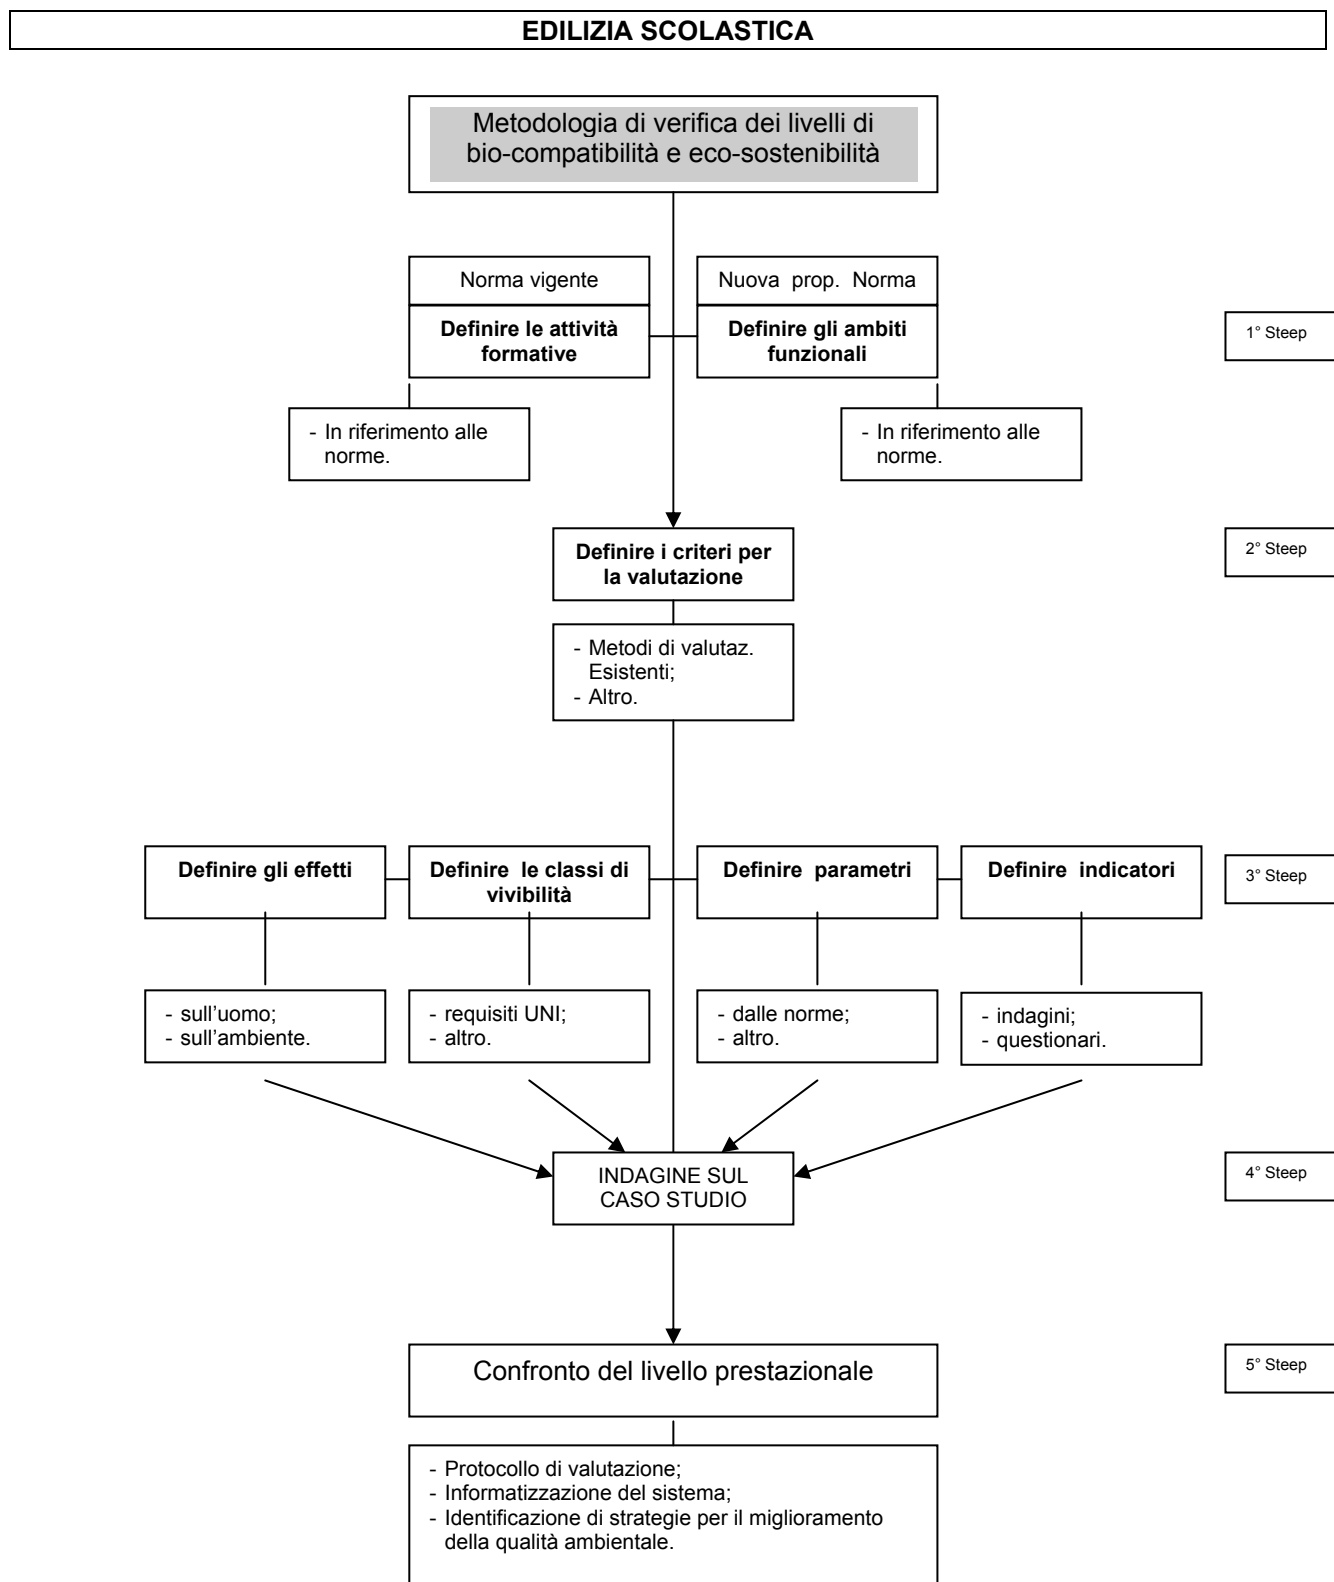 EDILIZIA SCOLASTICA
Metodologia di verifica dei livelli di
bio-compatibilità e eco-sostenibilità
Norma vigente
Nuova prop. Norma
Definire le attività
formative
Definire gli ambiti
funzionali
1° Steep
- In riferimento alle
norme.
- In riferimento alle
norme.
Definire i criteri per
la valutazione
2° Steep
- Metodi di valutaz.
Esistenti;
- Altro.
Definire gli effetti
Definire le classi di
vivibilità
Definire parametri
Definire indicatori
3° Steep
- sull'uomo;
- sull'ambiente.
- requisiti UNI;
- altro.
- dalle norme;
- altro.
- indagini;
- questionari.
INDAGINE SUL
CASO STUDIO
4° Steep
Confronto del livello prestazionale
5° Steep
- Protocollo di valutazione;
- Informatizzazione del sistema;
- Identificazione di strategie per il miglioramento
della qualità ambientale.